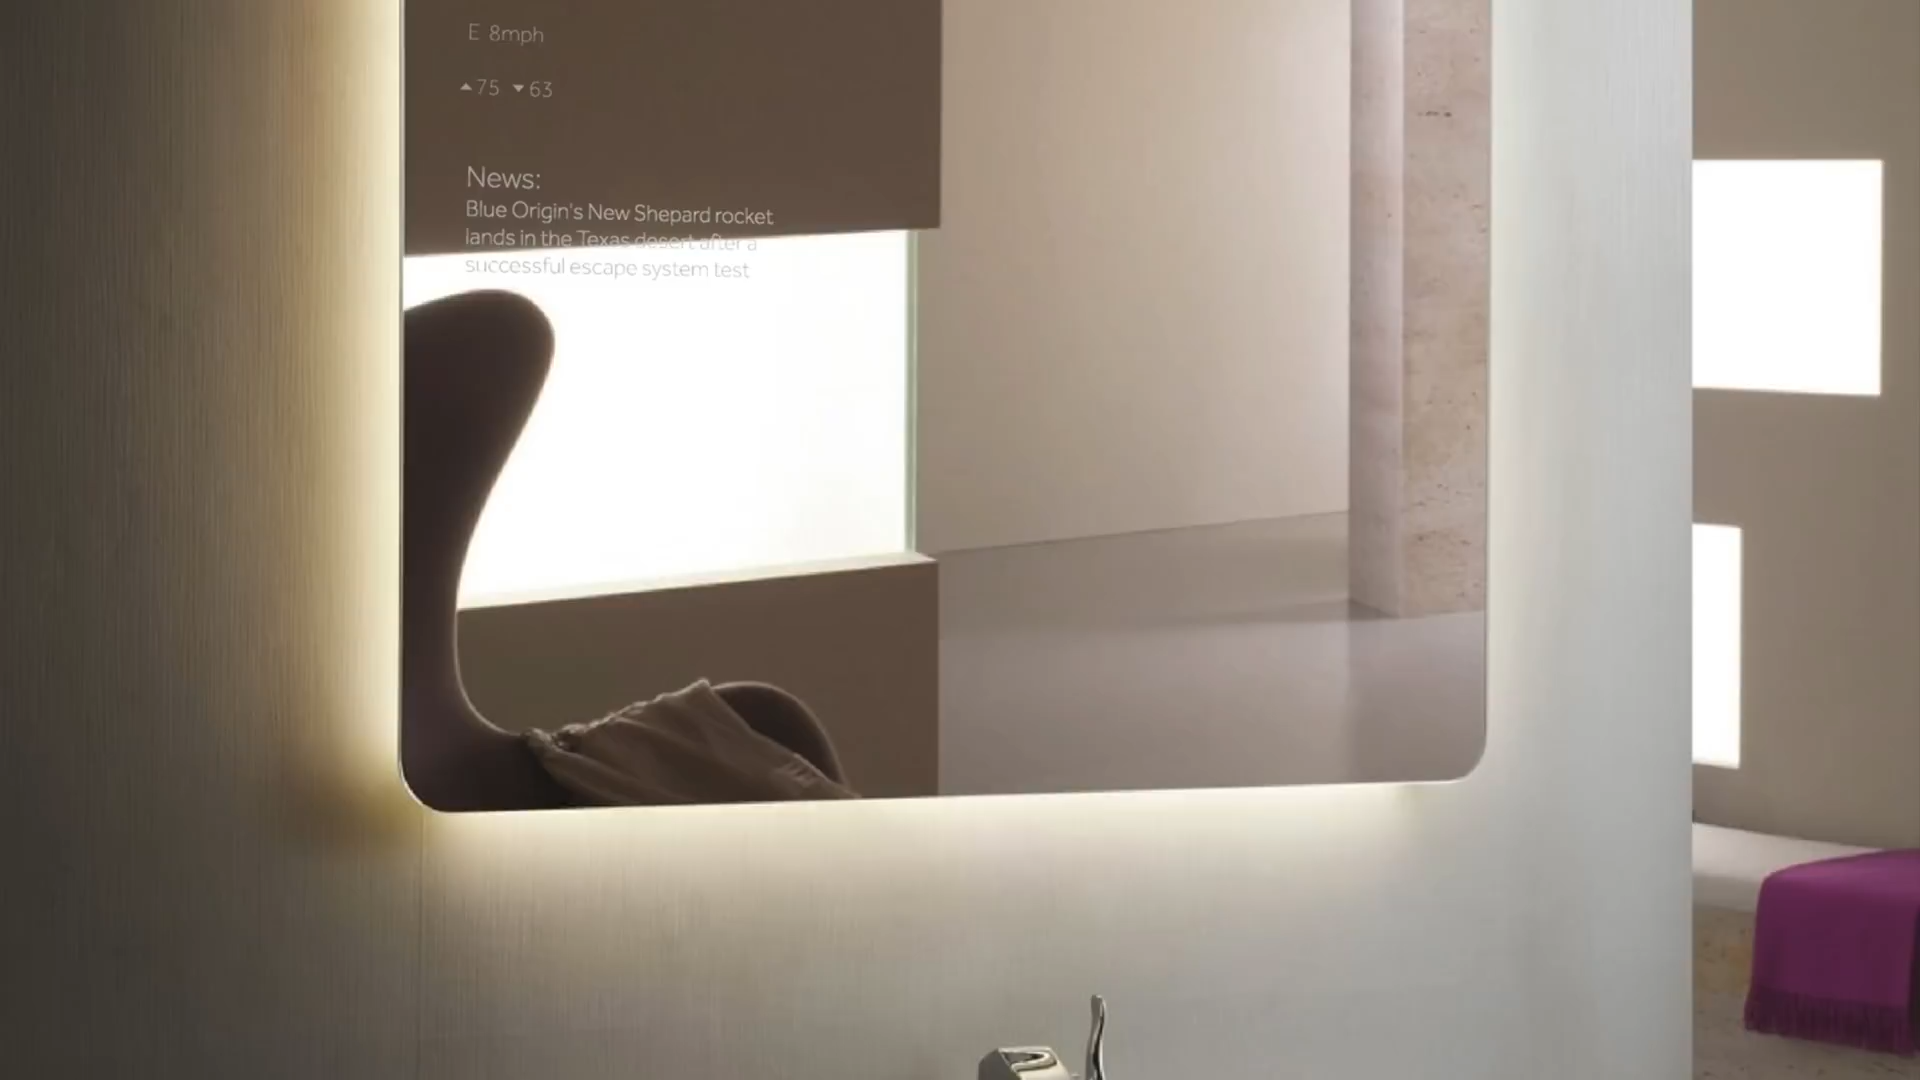 E 8mph
▲75 ▼63
News:
Blue Origin's New Shepard rocket
lands in the Texas desert after a
successful escape system test